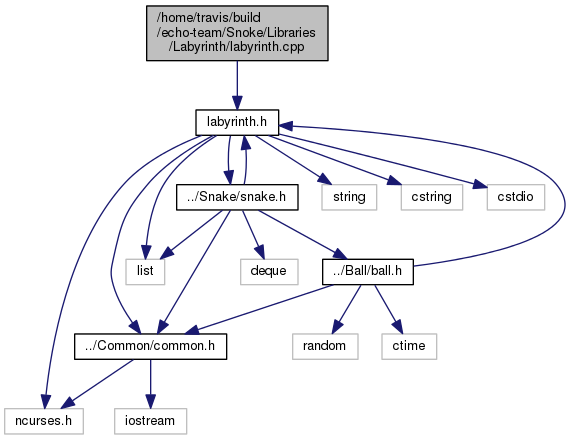 /home/travis/build
/echo-team/Snoke/Libraries
/Labyrinth/labyrinth.cpp
labyrinth.h
../Snake/snake.h
string
cstring
cstdio
list
deque
../Ball/ball.h
../Common/common.h
random
ctime
ncurses.h
iostream